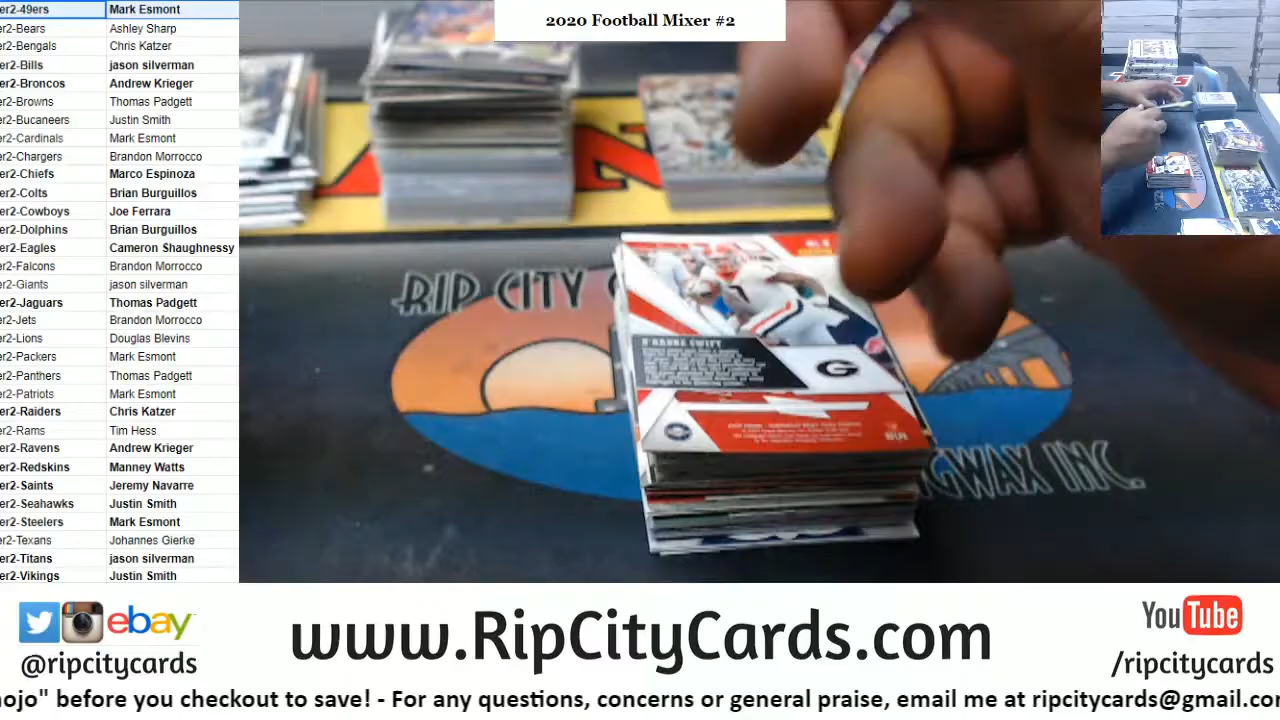 2020 Football Mixer #2
er2-49ers Mark Esmont
er2-Bears Ashley Sharp
er2-Bengals Chris Katzer
er2-Bills jason silverman
er2-Broncos Andrew Krieger
er2-Browns Thomas Padgett
er2-Bucaneers Justin Smith
er2-Cardinals Mark Esmont
er2-Chargers Brandon Morrocco
er2-Chiefs Marco Espinoza
er2-Colts Brian Burguillos
er2-Cowboys Joe Ferrara
er2-Dolphins Brian Burguillos
er2-Eagles Cameron Shaughnessy
er2-Falcons Brandon Morrocco
er2-Giants jason silverman
er2-Jaguars Thomas Padgett
er2-Jets Brandon Morrocco
er2-Lions Douglas Blevins
er2-Packers Mark Esmont
er2-Panthers Thomas Padgett
er2-Patriots Mark Esmont
er2-Raiders Chris Katzer
er2-Rams Tim Hess
er2-Ravens Andrew Krieger
er2-Redskins Manney Watts
er2-Saints Jeremy Navarre
er2-Seahawks Justin Smith
er2-Steelers Mark Esmont
er2-Texans Johannes Gierke
er2-Titans jason silverman
er2-Vikings Justin Smith
RIP CITY
D'ANDRE SWIFT
G
GWAX INC.
ebay
@ripcitycards
www.RipCityCards.com
YouTube
/ripcitycards
nojo" before you checkout to save! - For any questions, concerns or general praise, email me at ripcitycards@gmail.co